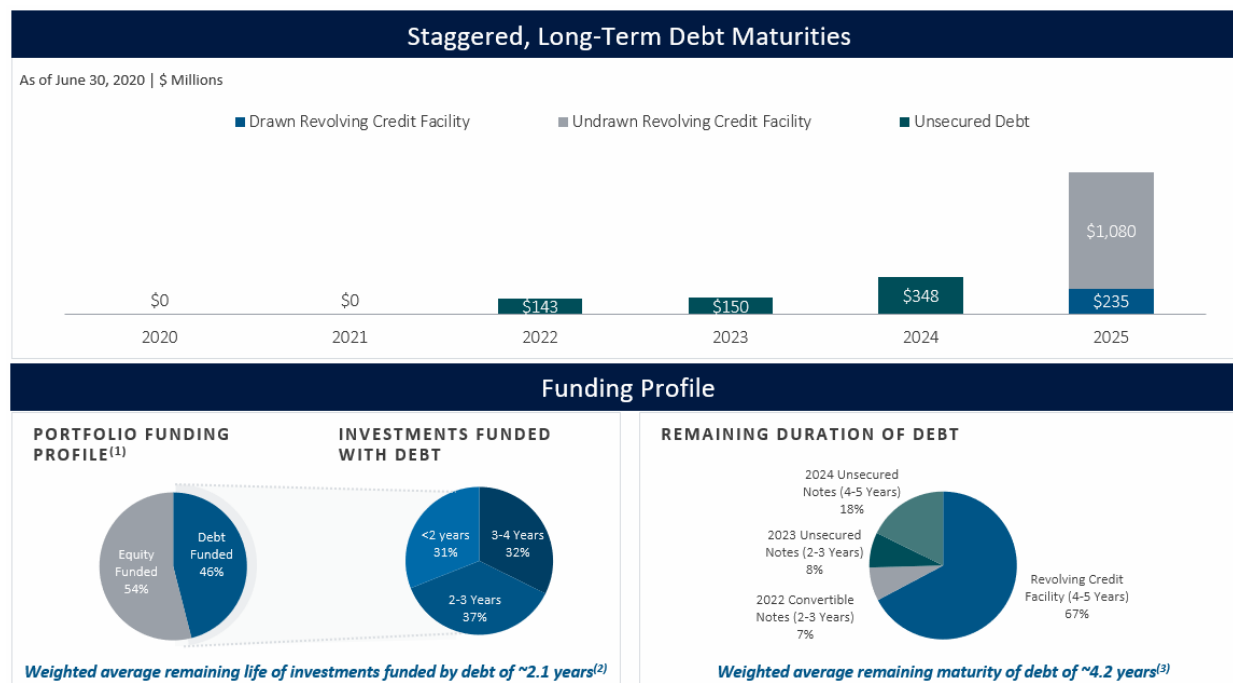 Staggered, Long-Term Debt Maturities
As of June 30, 2020 | $ Millions
Drawn Revolving Credit Facility
Undrawn Revolving Credit Facility
Unsecured Debt
$1,080
$0
$0
$143
$150
$348
$235
2020
2021
2022
2023
2024
2025
Funding Profile
PORTFOLIO FUNDING
PROFILE(1)
Equity
Funded
54%
Debt
Funded
46%
INVESTMENTS FUNDED
WITH DEBT
<2 years
31%
3-4 Years
32%
2-3 Years
37%
Weighted average remaining life of investments funded by debt of ~2.1 years(2)
REMAINING DURATION OF DEBT
2024 Unsecured
Notes (4-5 Years)
18%
2023 Unsecured
Notes (2-3 Years)
8%
2022 Convertible
Notes (2-3 Years)
7%
Revolving Credit
Facility (4-5 Years)
67%
Weighted average remaining maturity of debt of ~4.2 years(3)